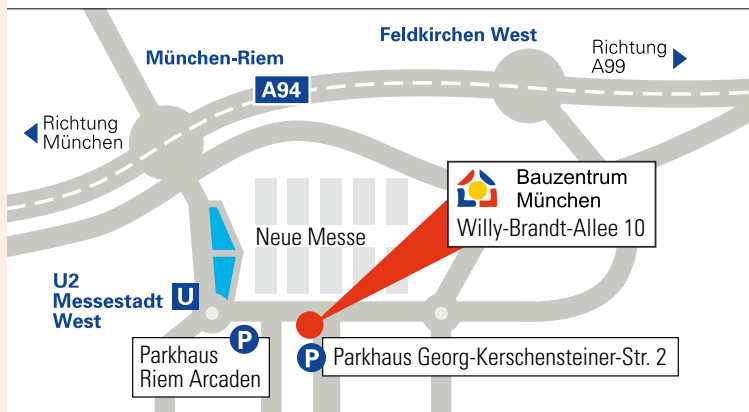 Feldkirchen West
München-Riem
Richtung
A99
A94
Richtung
München
Bauzentrum
München
Willy-Brandt-Allee 10
Neue Messe
U2
Messestadt
West
U
P
Parkhaus
Riem Arcaden
P
Parkhaus Georg-Kerschensteiner-Str. 2